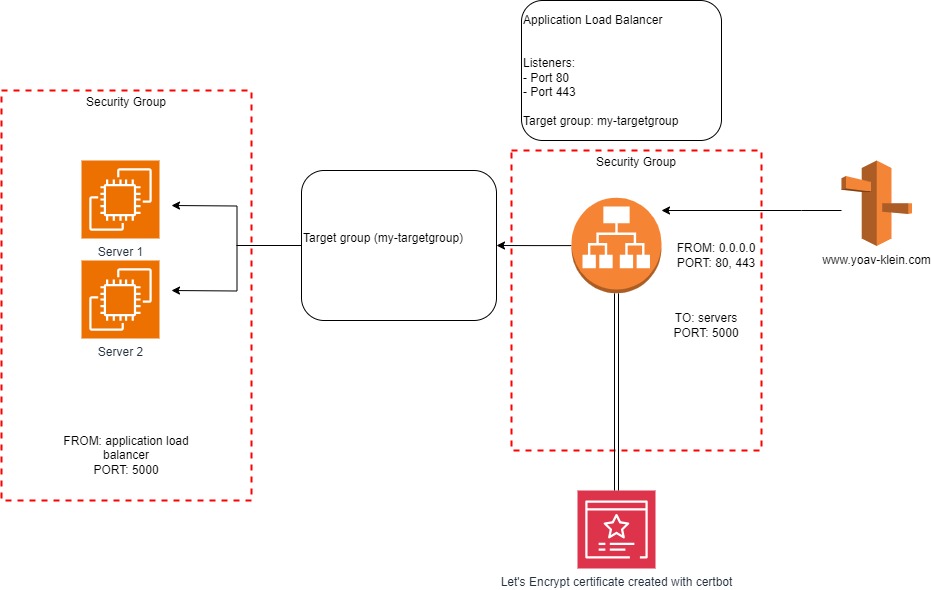 Application Load Balancer
Listeners:
- Port 80
- Port 443
Target group: my-targetgroup
Security Group
Server 1
Server 2
FROM: application load
balancer
PORT: 5000
Target group (my-targetgroup)
Security Group
FROM: 0.0.0.0
PORT: 80, 443
TO: servers
PORT: 5000
www.yoav-klein.com
Let's Encrypt certificate created with certbot